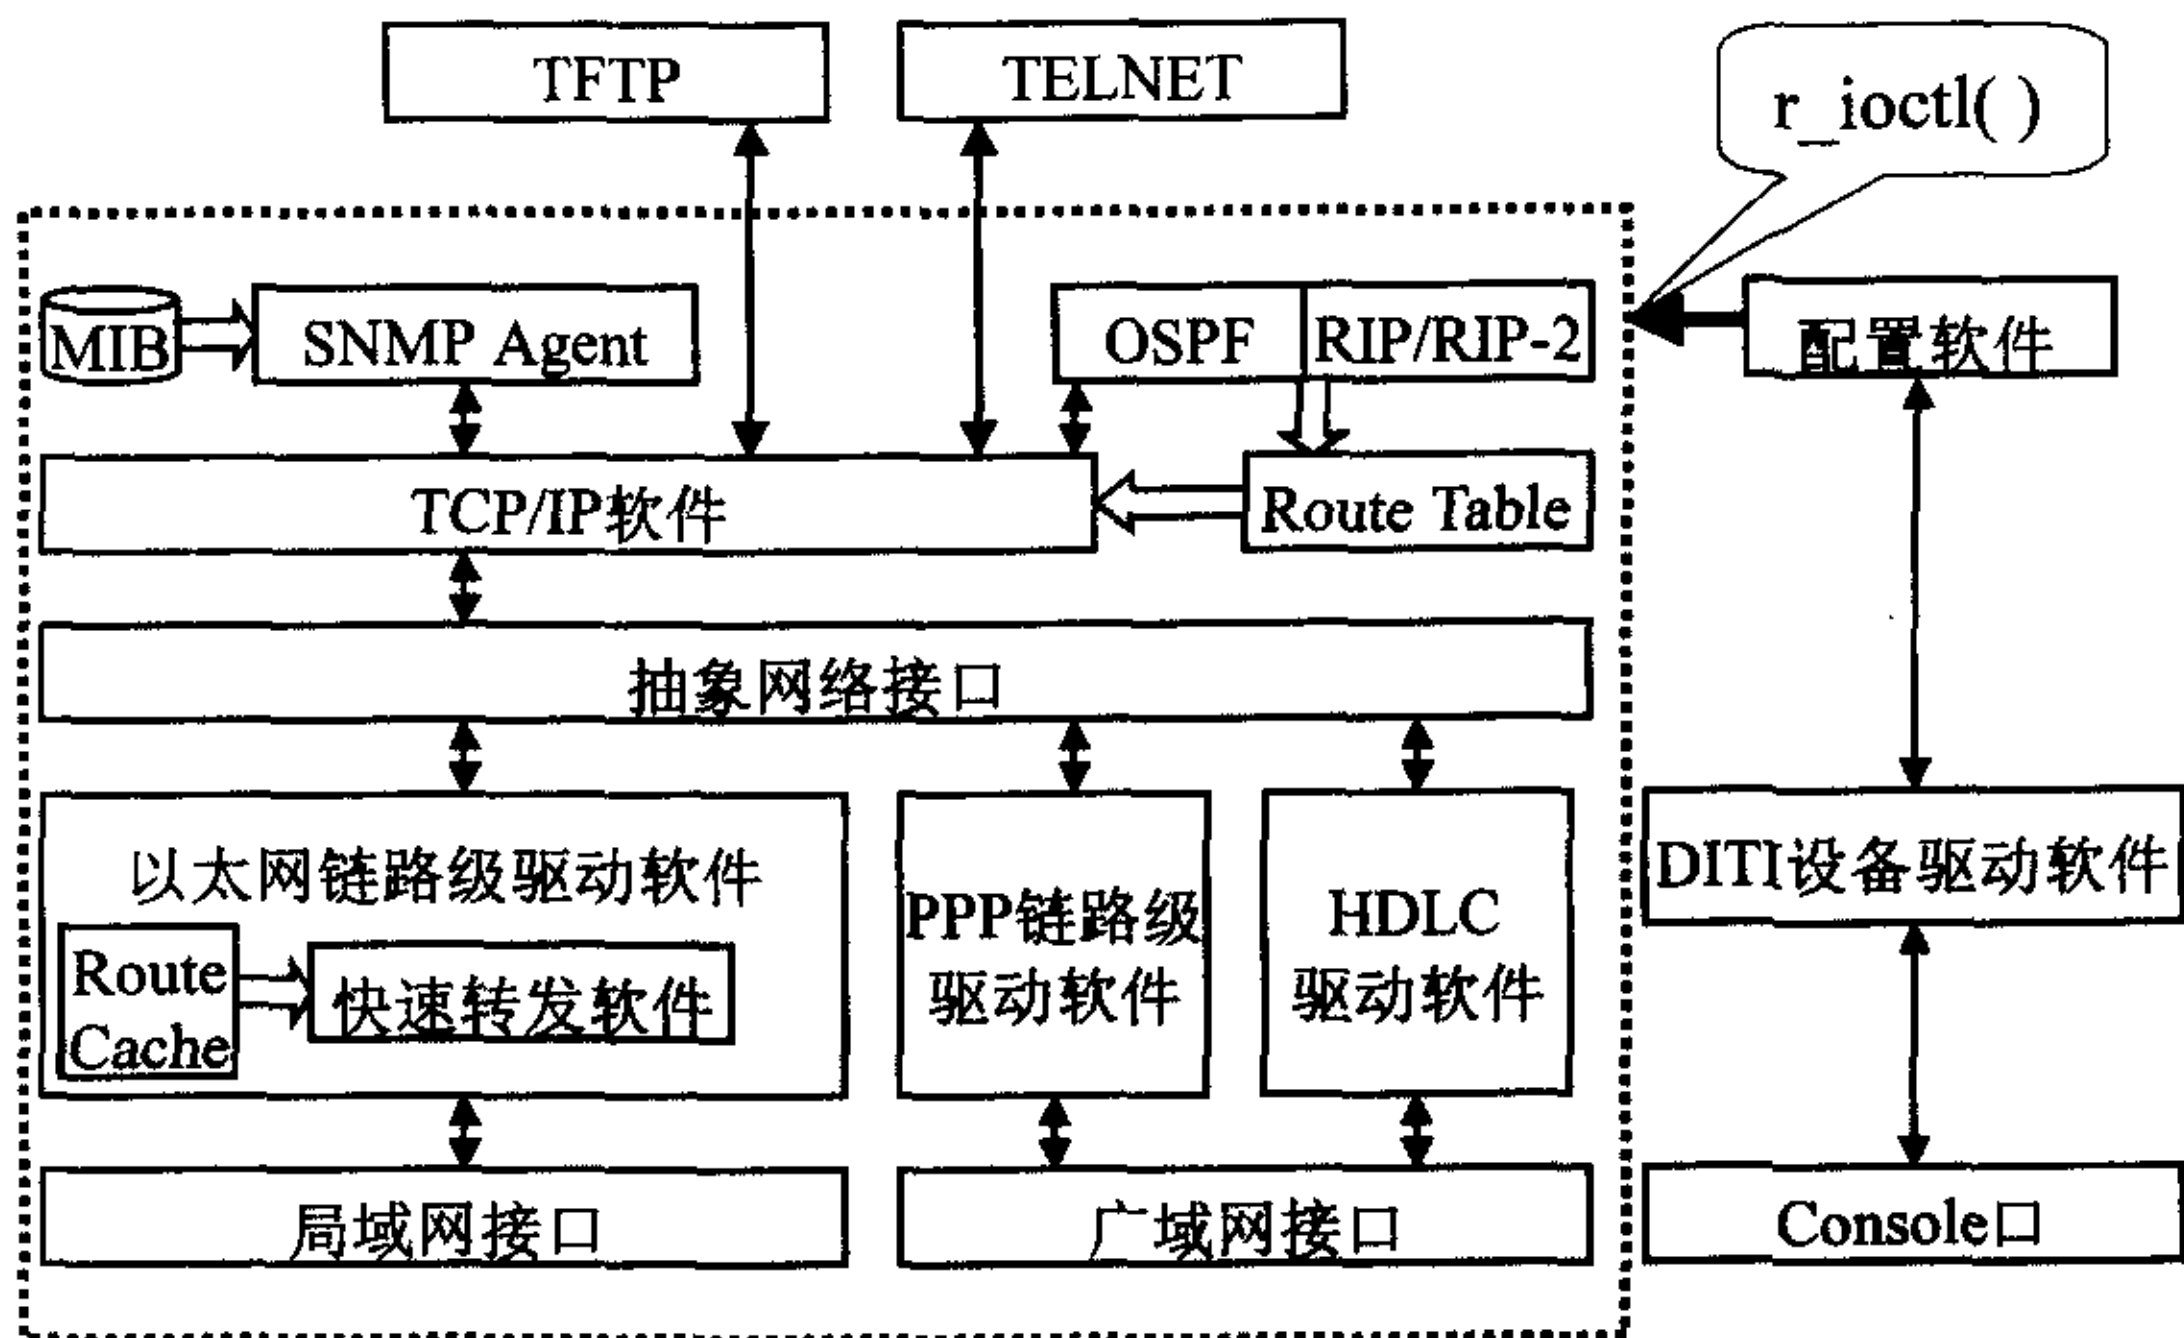 TFTP
TELNET
r_ioctl( )
MIB
SNMP Agent
OSPF
RIP/RIP-2
配置软件
TCP/IP软件
Route Table
抽象网络接口
以太网链路级驱动软件
Route
Cache
快速转发软件
PPP链路级
驱动软件
HDLC
驱动软件
DITI设备驱动软件
局域网接口
广域网接口
Console口